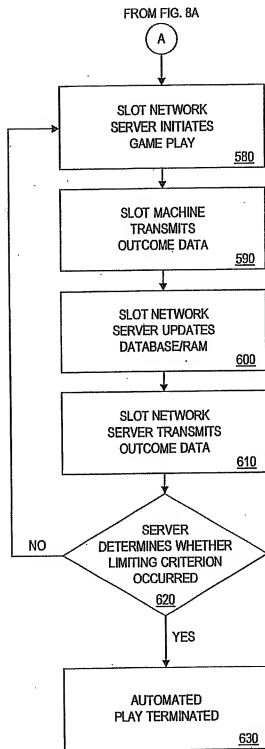 FROM FIG. 8A
A
SLOT NETWORK
SERVER INITIATES
GAME PLAY
580
SLOT MACHINE
TRANSMITS
OUTCOME DATA
590
SLOT NETWORK
SERVER UPDATES
DATABASE/RAM
600
SLOT NETWORK
SERVER TRANSMITS
OUTCOME DATA
610
SERVER
DETERMINES WHETHER
LIMITING CRITERION
OCCURRED
620
NO
YES
AUTOMATED
PLAY TERMINATED
630